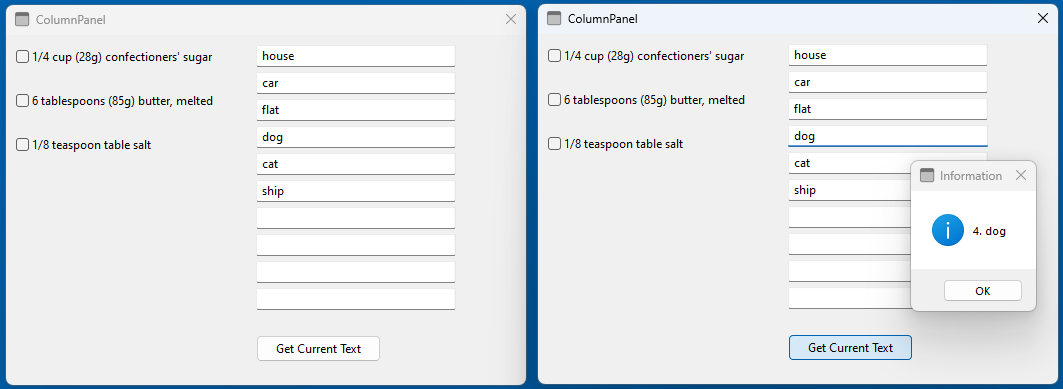 ColumnPanel
1/4 cup (28g) confectioners' sugar
6 tablespoons (85g) butter, melted
1/8 teaspoon table salt
house
car
flat
dog
cat
ship
Get Current Text
ColumnPanel
1/4 cup (28g) confectioners' sugar
6 tablespoons (85g) butter, melted
1/8 teaspoon table salt
house
car
flat
dog
cat
ship
Get Current Text
Information
4. dog
OK